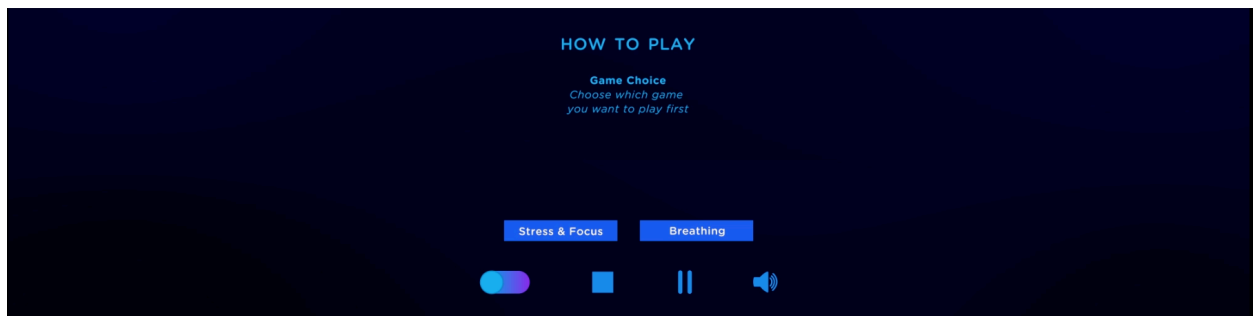 HOW TO PLAY
Game Choice
Choose which game
you want to play first
Stress & Focus
Breathing